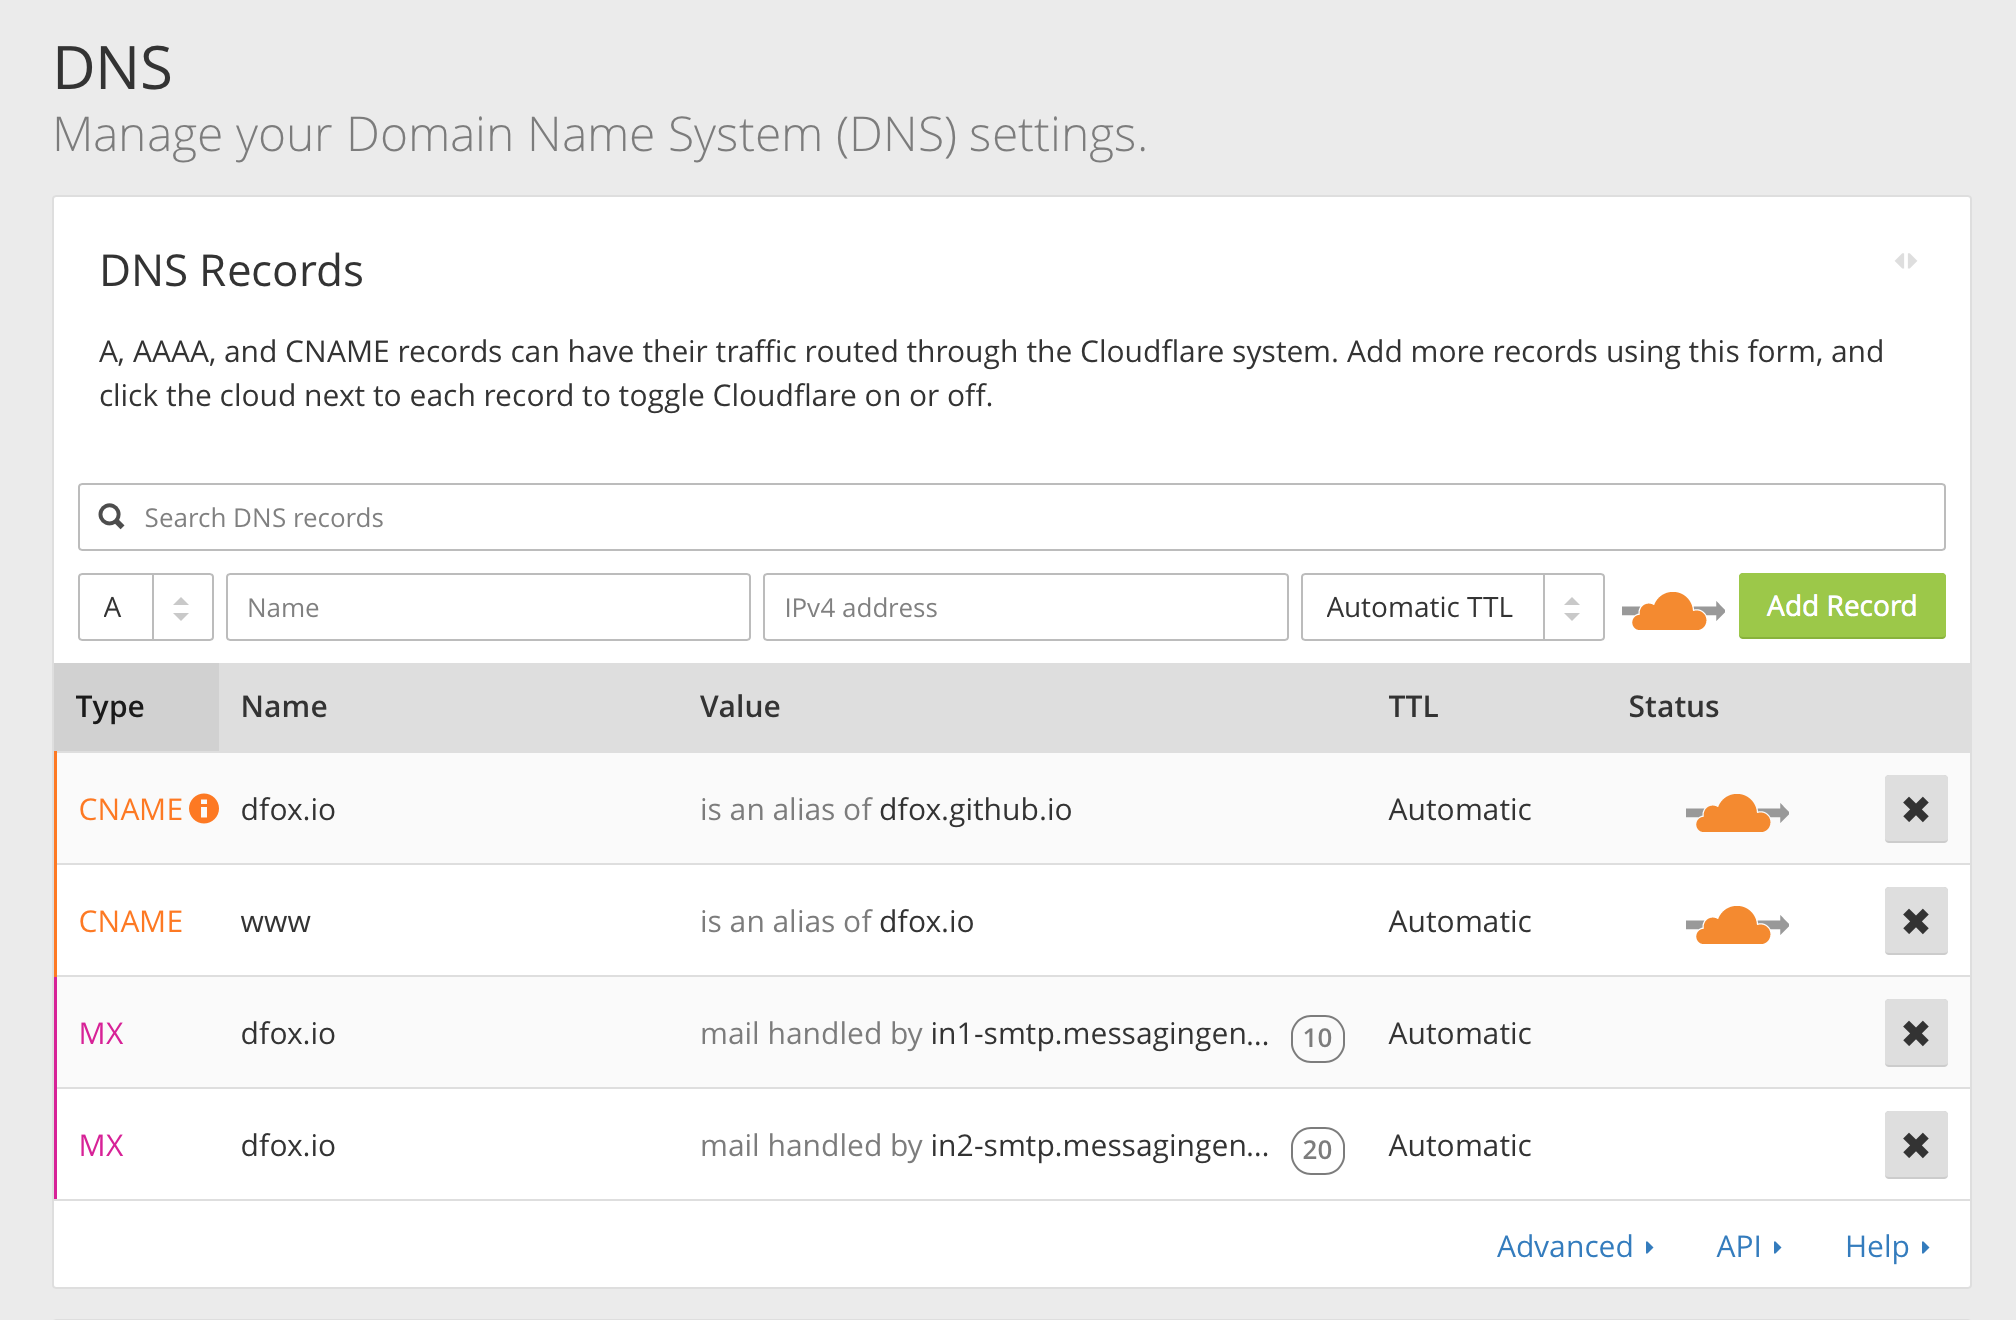 DNS
Manage your Domain Name System (DNS) settings.
DNS Records
A, AAAA, and CNAME records can have their traffic routed through the Cloudflare system. Add more records using this form, and
click the cloud next to each record to toggle Cloudflare on or off.
Search DNS records
A Name IPv4 address Automatic TTL Add Record
Type Name Value TTL Status
CNAME dfox.io is an alias of dfox.github.io Automatic
CNAME www is an alias of dfox.io Automatic
MX dfox.io mail handled by in1-smtp.messagingen... 10 Automatic
MX dfox.io mail handled by in2-smtp.messagingen... 20 Automatic
Advanced API Help